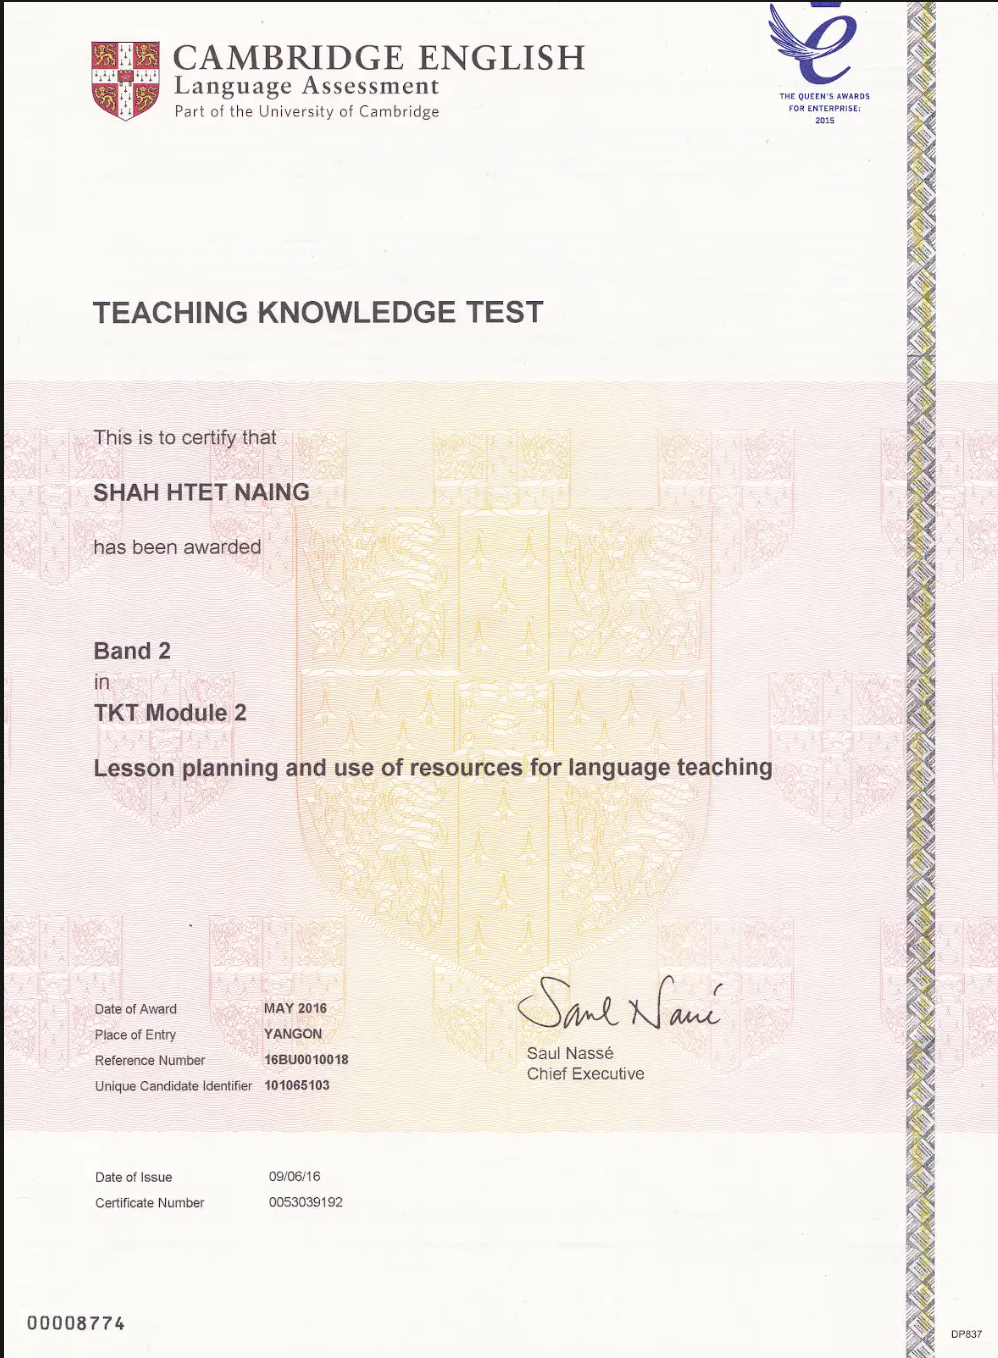 CAMBRIDGE ENGLISH
Language Assessment
Part of the University of Cambridge
THE QUEEN'S AWARDS
FOR ENTERPRISE:
2015
TEACHING KNOWLEDGE TEST
This is to certify that
SHAH HTET NAING
has been awarded
Band 2
in
TKT Module 2
Lesson planning and use of resources for language teaching
Date of Award MAY 2016
Place of Entry YANGON
Reference Number 16BU0010018
Unique Candidate Identifier 101065103
Saul Nassé
Saul Nassé
Chief Executive
Date of Issue 09/06/16
Certificate Number 0053039192
00008774
DP837